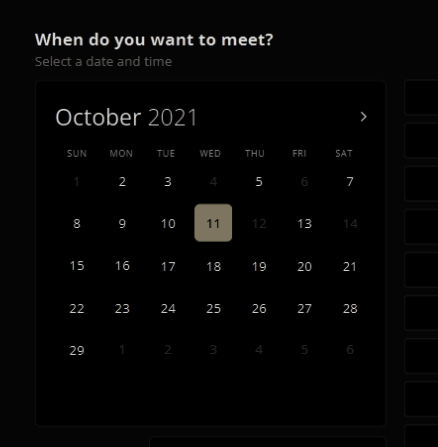 When do you want to meet?
Select a date and time
October 2021 >
SUN MON TUE WED THU FRI SAT
1 2 3 4 5 6 7
8 9 10 11 12 13 14
15 16 17 18 19 20 21
22 23 24 25 26 27 28
29 1 2 3 4 5 6